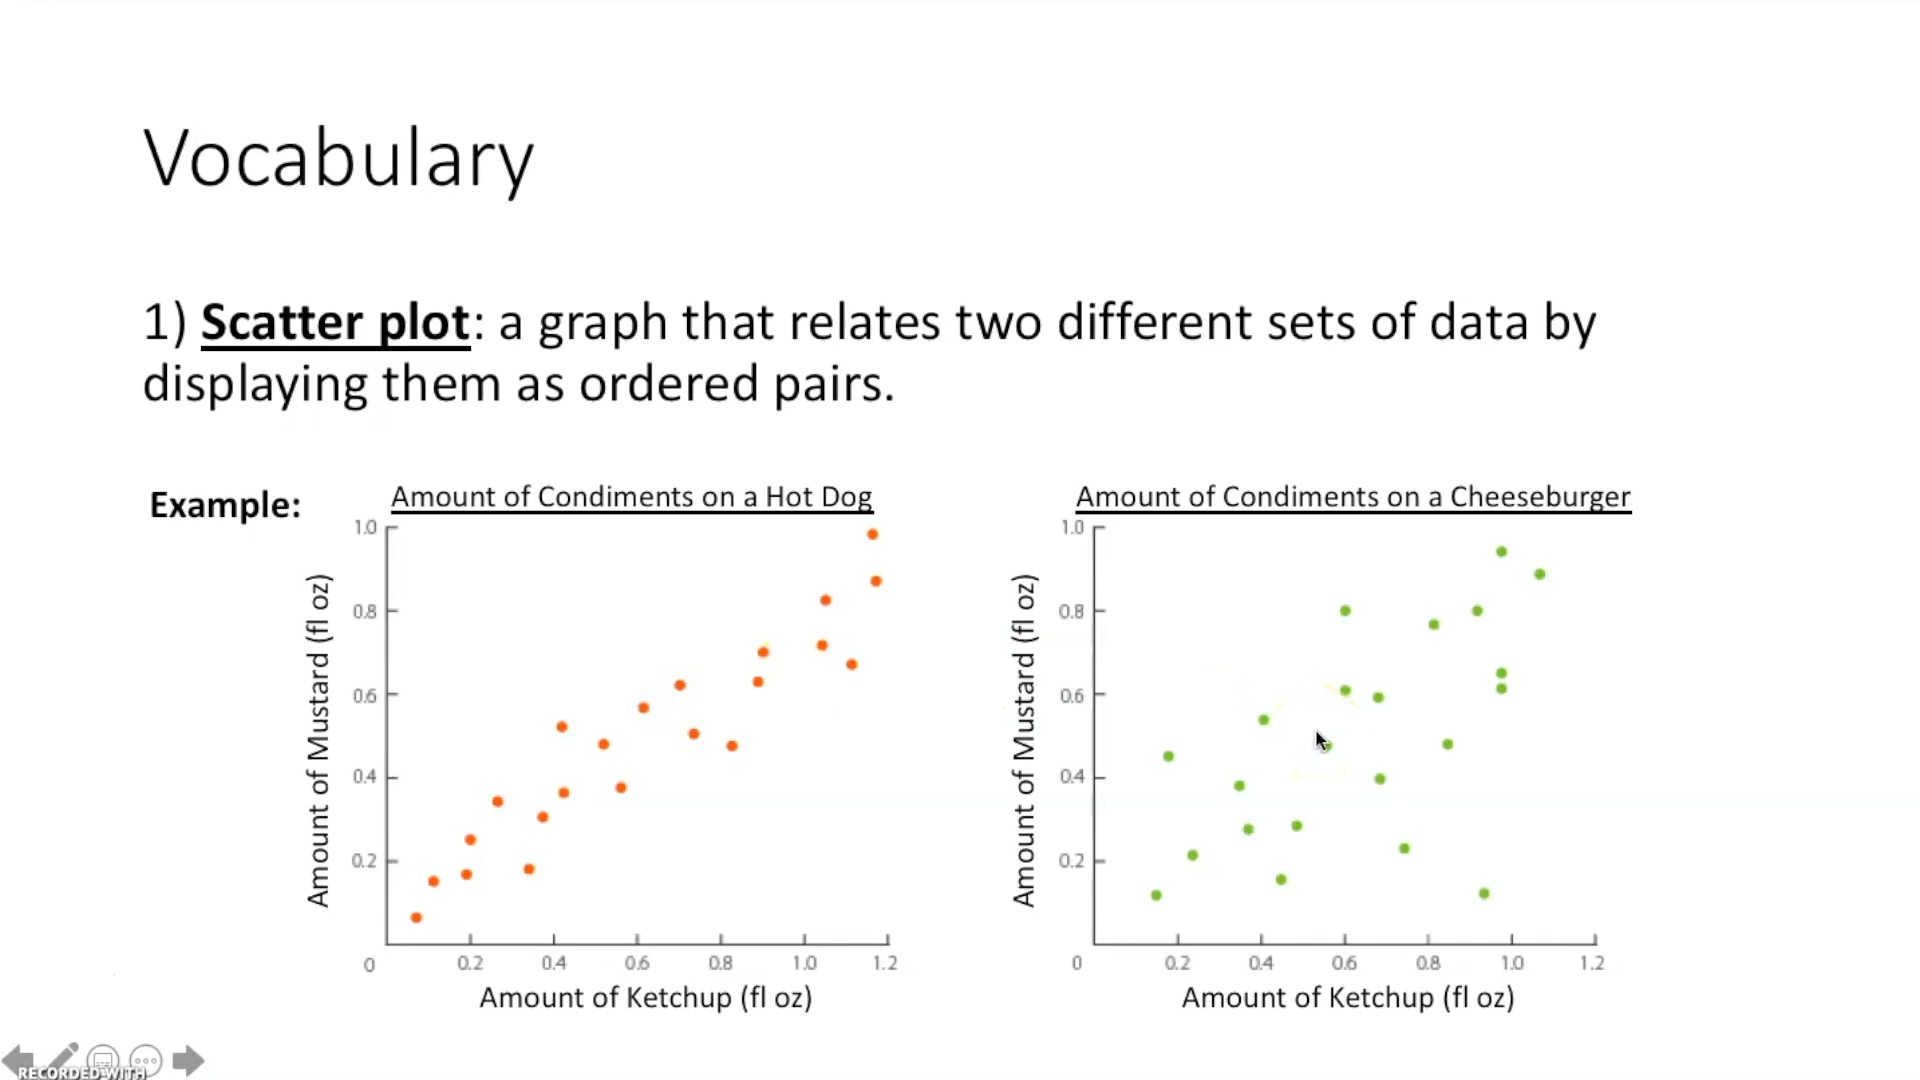 Vocabulary
1) Scatter plot: a graph that relates two different sets of data by
displaying them as ordered pairs.
Example:
Amount of Condiments on a Hot Dog
1.0
0.8
0.6
0.4
0.2
0
0.2
0.4
0.6
0.8
1.0
1.2
Amount of Mustard (fl oz)
Amount of Ketchup (fl oz)
Amount of Condiments on a Cheeseburger
1.0
0.8
0.6
0.4
0.2
0
0.2
0.4
0.6
0.8
1.0
1.2
Amount of Mustard (fl oz)
Amount of Ketchup (fl oz)
RECORDED WITH